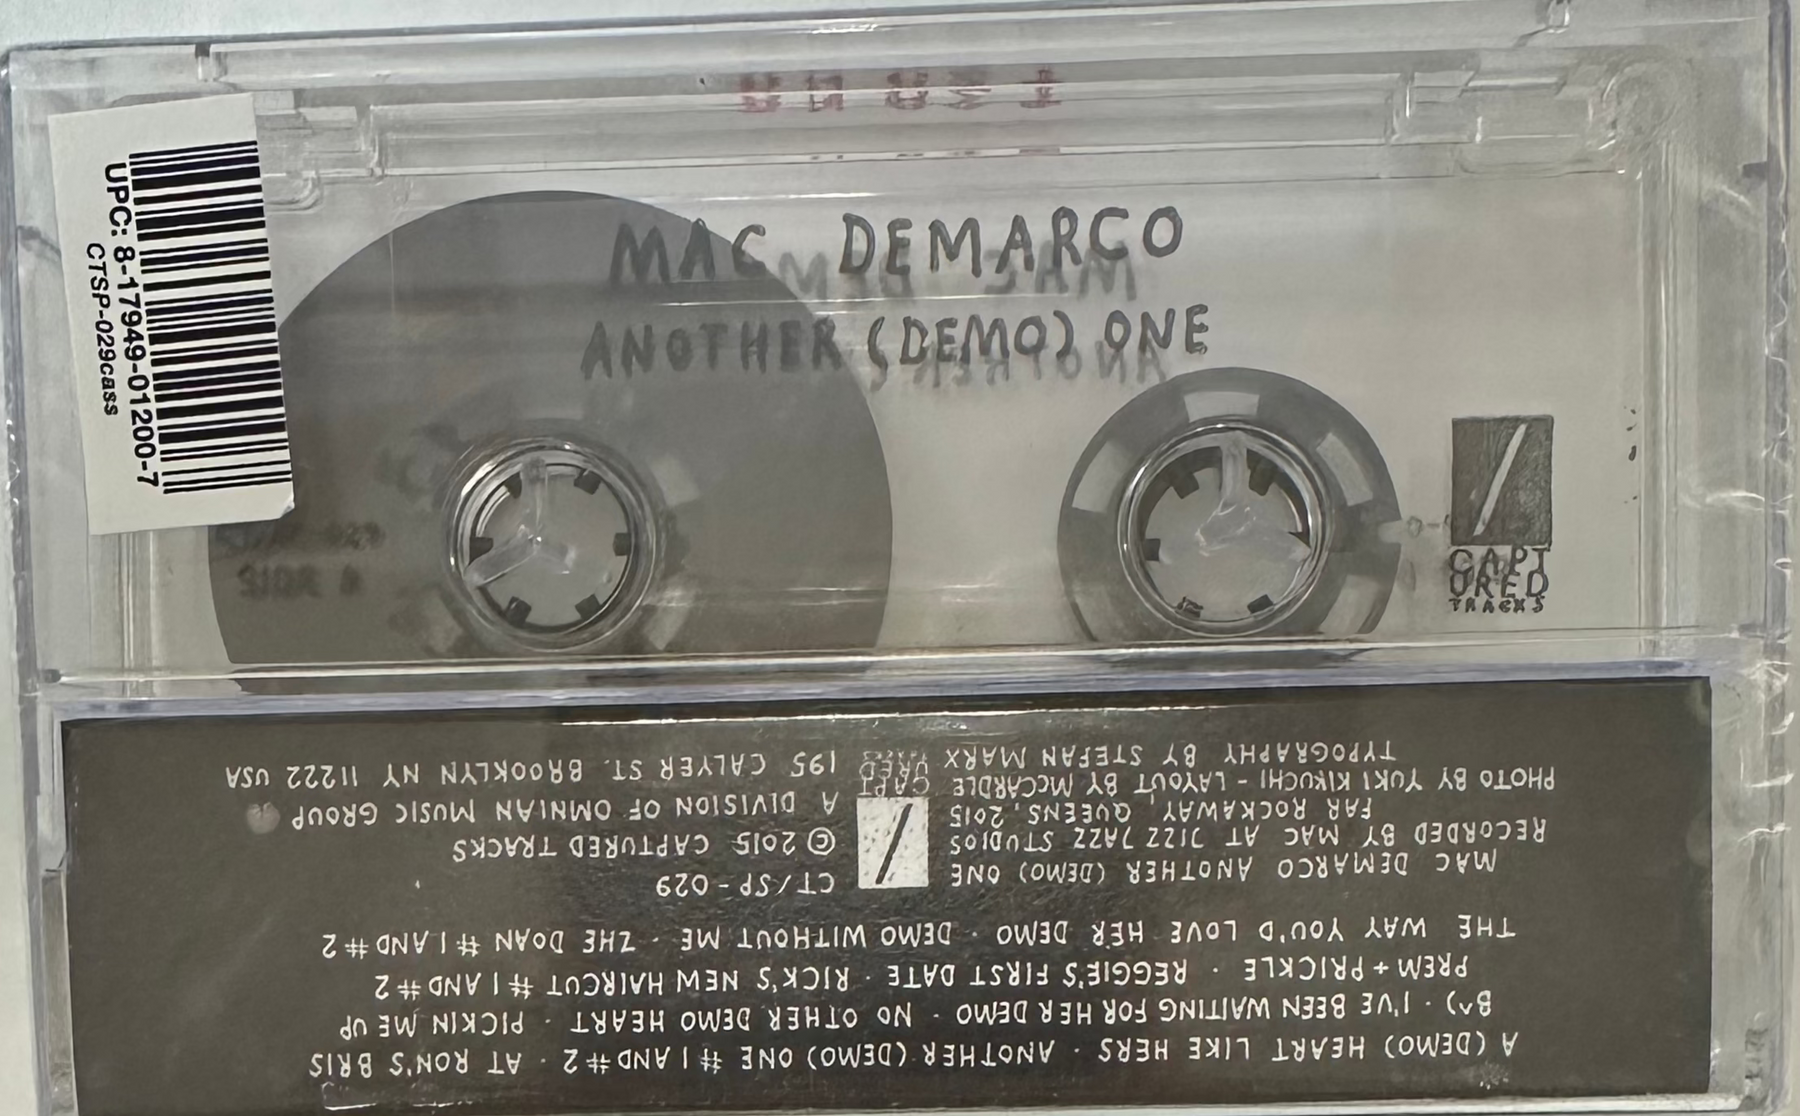 MAC DEMARCO
ANOTHER (DEMO) ONE
CAPT
URED
TRACKS
UPC: 8-17949-01200-7
CTSP-029cass
SIDE A
A (DEMO) HEART LIKE HERS · ANOTHER (DEMO) ONE #1 AND #2 · AT RON'S BRIS
B^) · I'VE BEEN WAITING FOR HER DEMO · NO OTHER DEMO HEART · PICKIN ME UP
PREM + PRICKLE · REGGIE'S FIRST DATE · RICK'S NEW HAIRCUT #1 AND #2
THE WAY YOU'D LOVE HER DEMO · DEMO WITHOUT ME · ZHE DOAN #1 AND #2
MAC DEMARCO ANOTHER (DEMO) ONE
RECORDED BY MAC AT JIZZ JAZZ STUDIOS
FAR ROCKAWAY, QUEENS, 2015
PHOTO BY YUKI KIKUCHI - LAYOUT BY MCCARDLE
TYPOGRAPHY BY STEFAN MARX
CAPT
URED
TRACKS
CT/SP-029
© 2015 CAPTURED TRACKS
A DIVISION OF OMNIAN MUSIC GROUP
195 CALYER ST. BROOKLYN NY 11222 USA